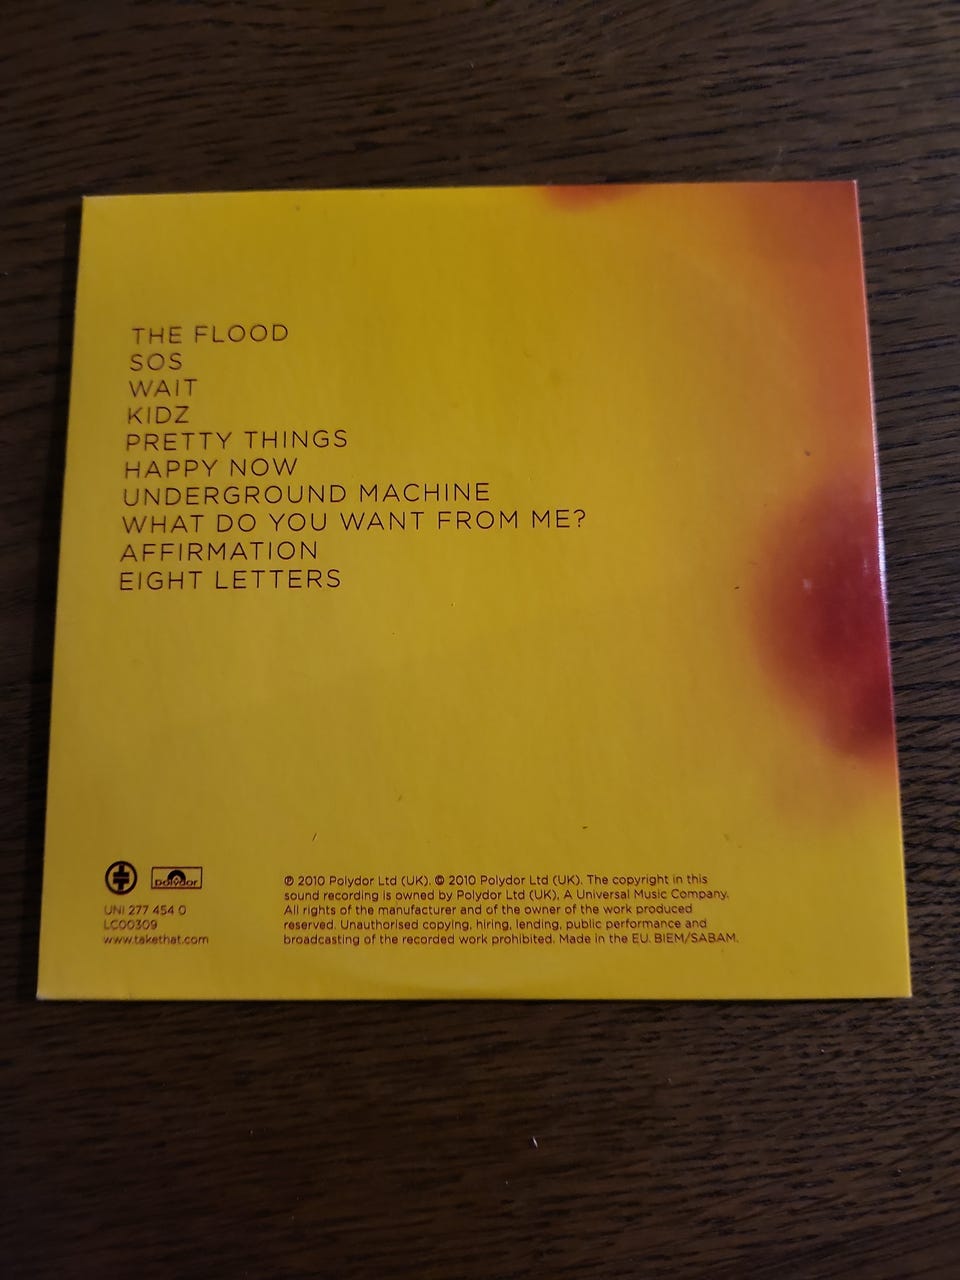 THE FLOOD
SOS
WAIT
KIDZ
PRETTY THINGS
HAPPY NOW
UNDERGROUND MACHINE
WHAT DO YOU WANT FROM ME?
AFFIRMATION
EIGHT LETTERS
Polydor
UNI 277 454 0
LC00309
www.takethat.com
℗ 2010 Polydor Ltd (UK). © 2010 Polydor Ltd (UK). The copyright in this
sound recording is owned by Polydor Ltd (UK), A Universal Music Company.
All rights of the manufacturer and of the owner of the work produced
reserved. Unauthorised copying, hiring, lending, public performance and
broadcasting of the recorded work prohibited. Made in the EU. BIEM/SABAM.